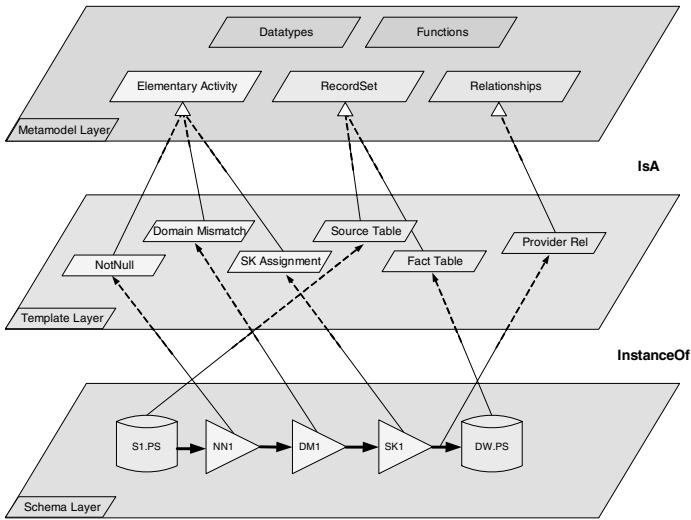 Datatypes
Functions
Elementary Activity
RecordSet
Relationships
Metamodel Layer
IsA
Domain Mismatch
Source Table
Provider Rel
NotNull
SK Assignment
Fact Table
Template Layer
InstanceOf
S1.PS
NN1
DM1
SK1
DW.PS
Schema Layer